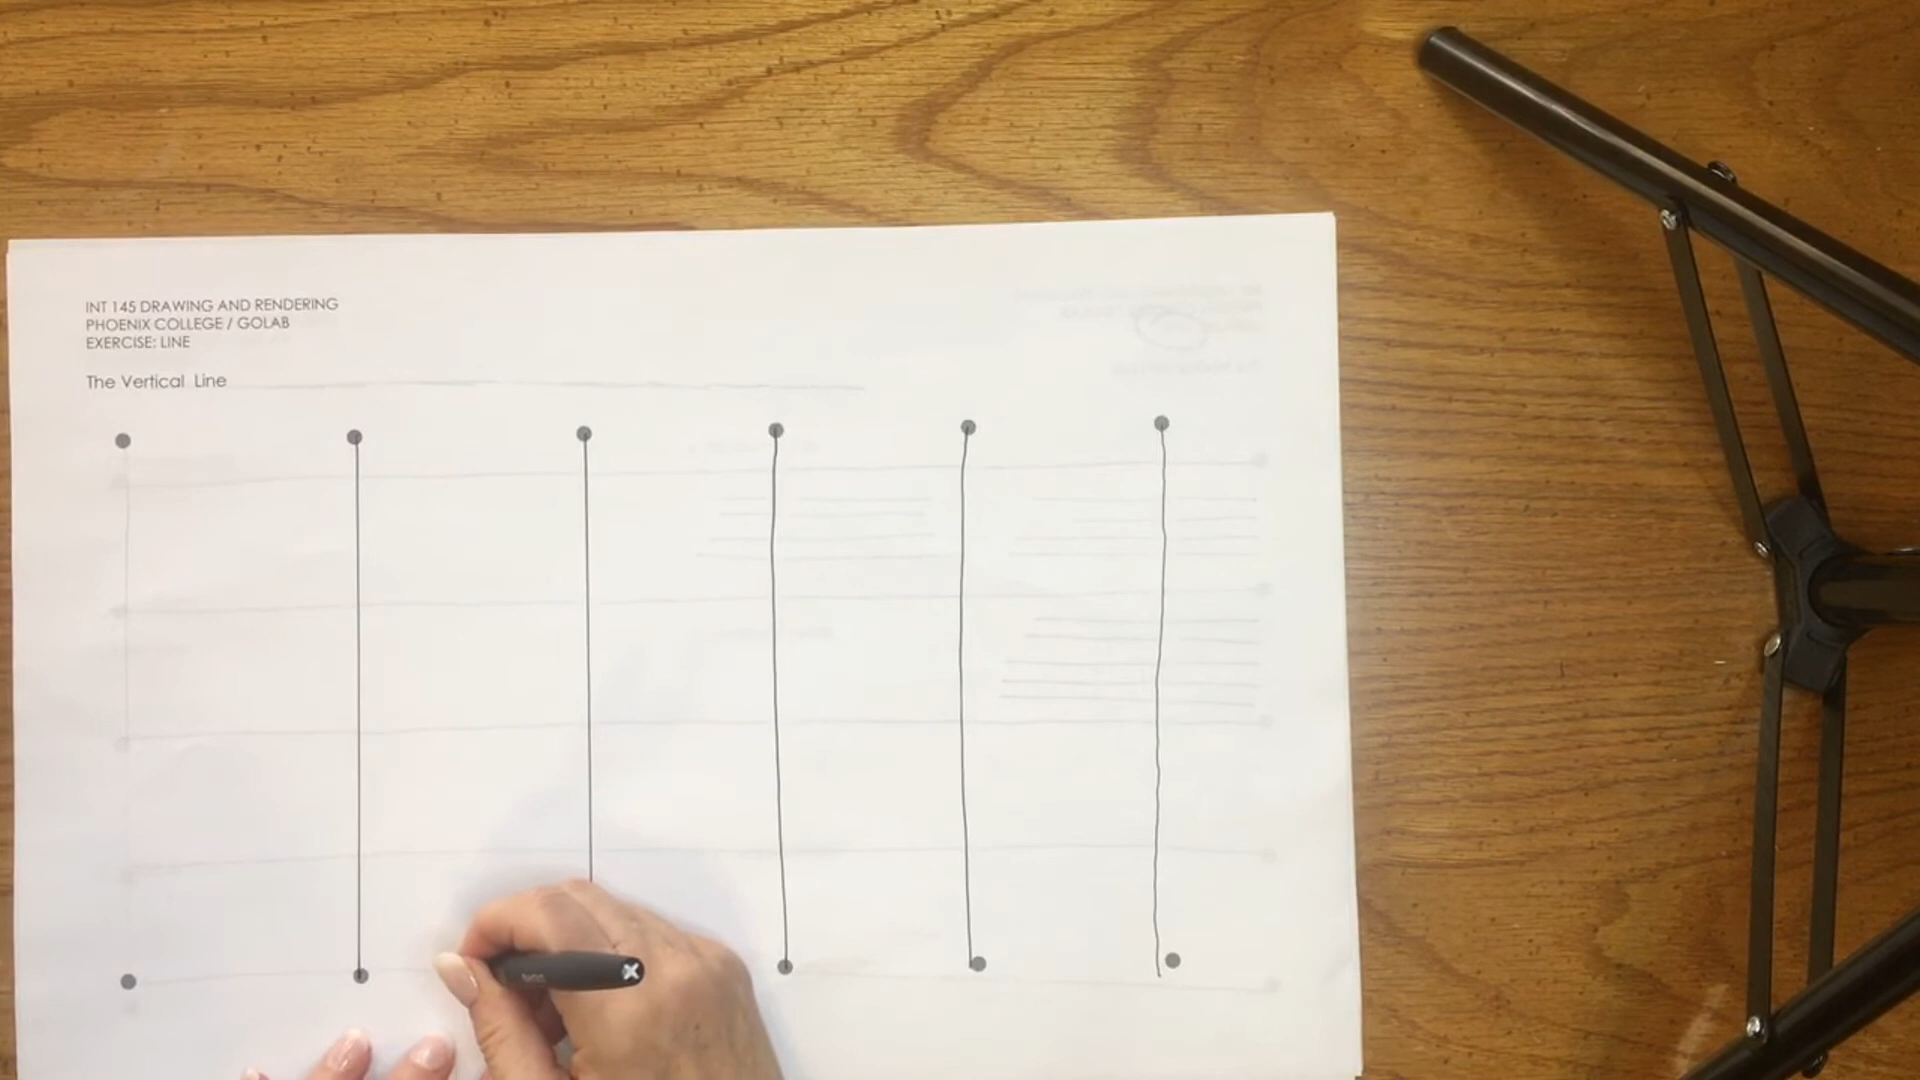 INT 145 DRAWING AND RENDERING
PHOENIX COLLEGE / GOLAB
EXERCISE: LINE
The Vertical Line